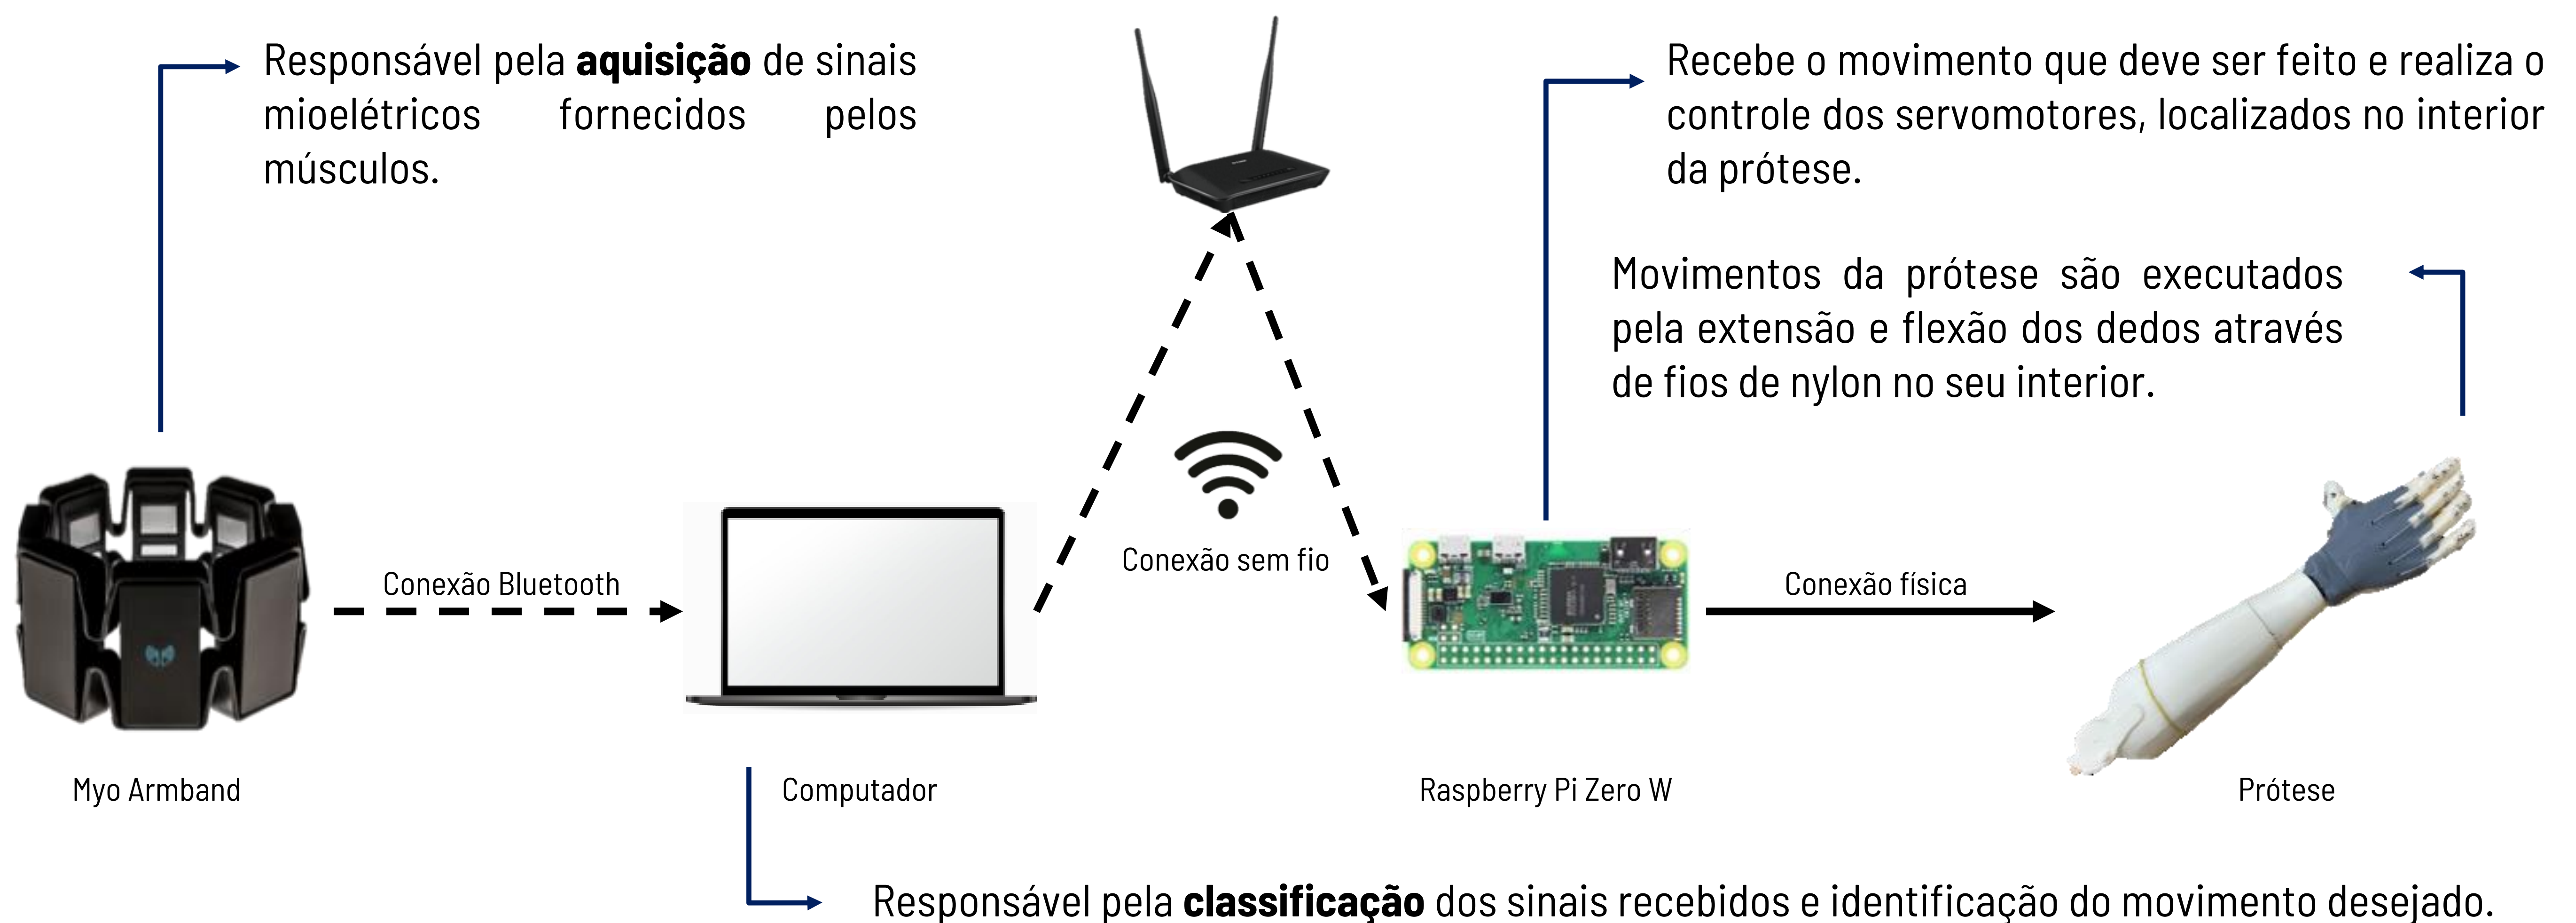 Responsável pela aquisição de sinais
mioelétricos fornecidos pelos
músculos.
Recebe o movimento que deve ser feito e realiza o
controle dos servomotores, localizados no interior
da prótese.
Movimentos da prótese são executados
pela extensão e flexão dos dedos através
de fios de nylon no seu interior.
Conexão Bluetooth
Conexão sem fio
Conexão física
Myo Armband
Computador
Raspberry Pi Zero W
Prótese
Responsável pela classificação dos sinais recebidos e identificação do movimento desejado.